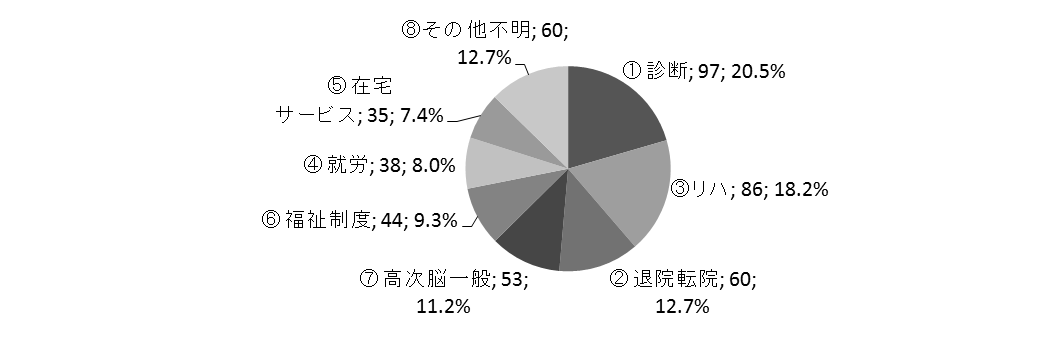 ⑧その他不明; 60;
12.7%
①診断; 97; 20.5%
⑤在宅
サービス; 35; 7.4%
④就労; 38; 8.0%
③リハ; 86; 18.2%
⑥福祉制度; 44; 9.3%
⑦高次脳一般; 53;
11.2%
②退院転院; 60;
12.7%